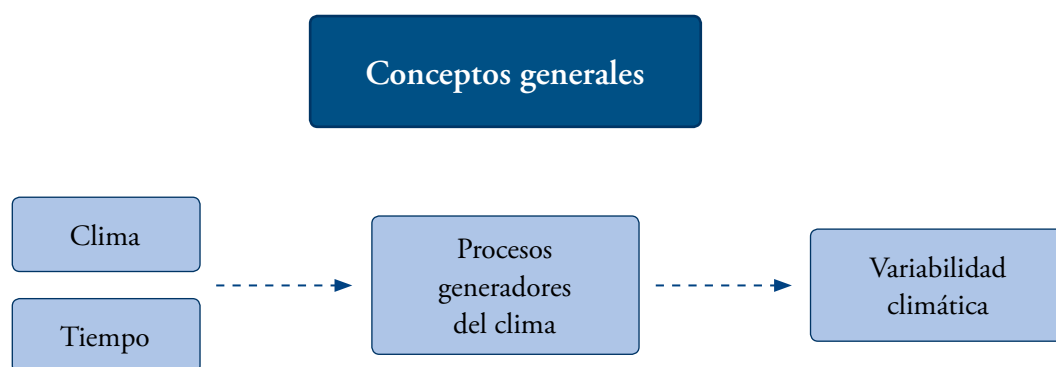 Conceptos generales
Clima
Tiempo
Procesos
generadores
del clima
Variabilidad
climática